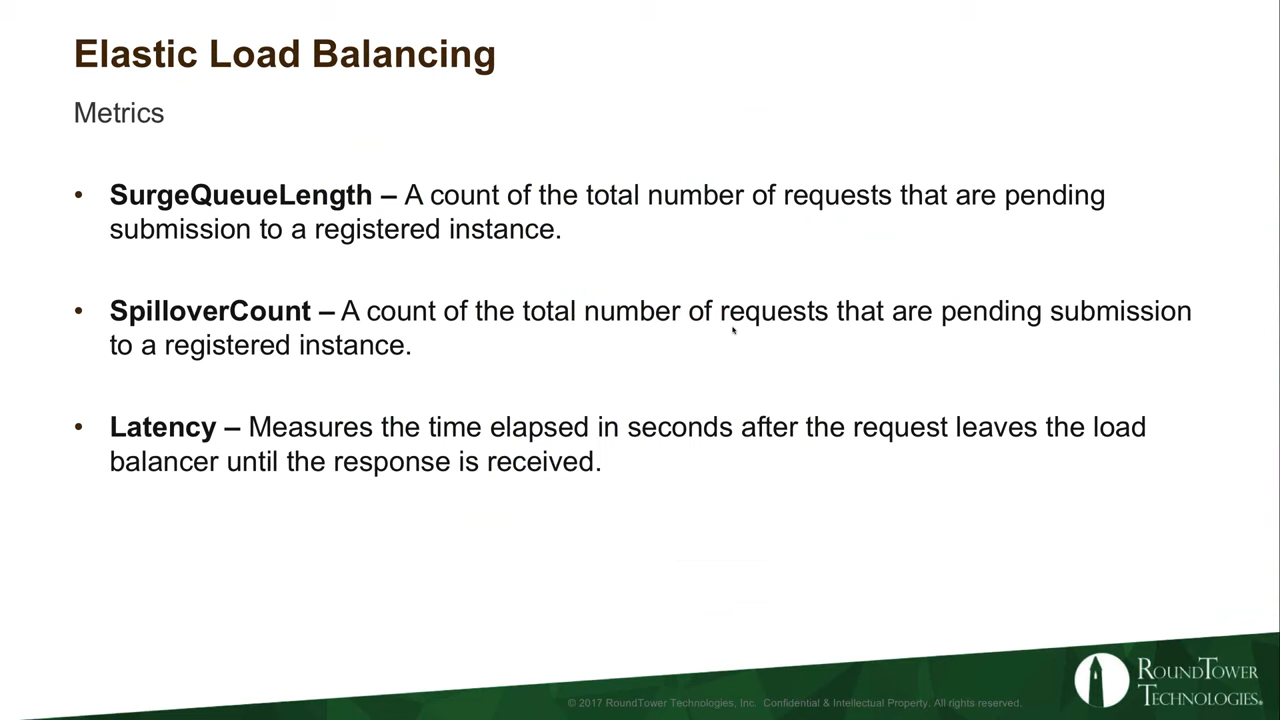 Elastic Load Balancing
Metrics
• SurgeQueueLength – A count of the total number of requests that are pending
submission to a registered instance.
• SpilloverCount – A count of the total number of requests that are pending submission
to a registered instance.
• Latency – Measures the time elapsed in seconds after the request leaves the load
balancer until the response is received.
© 2017 RoundTower Technologies, Inc. Confidential & Intellectual Property. All rights reserved.
ROUNDTOWER
TECHNOLOGIES®